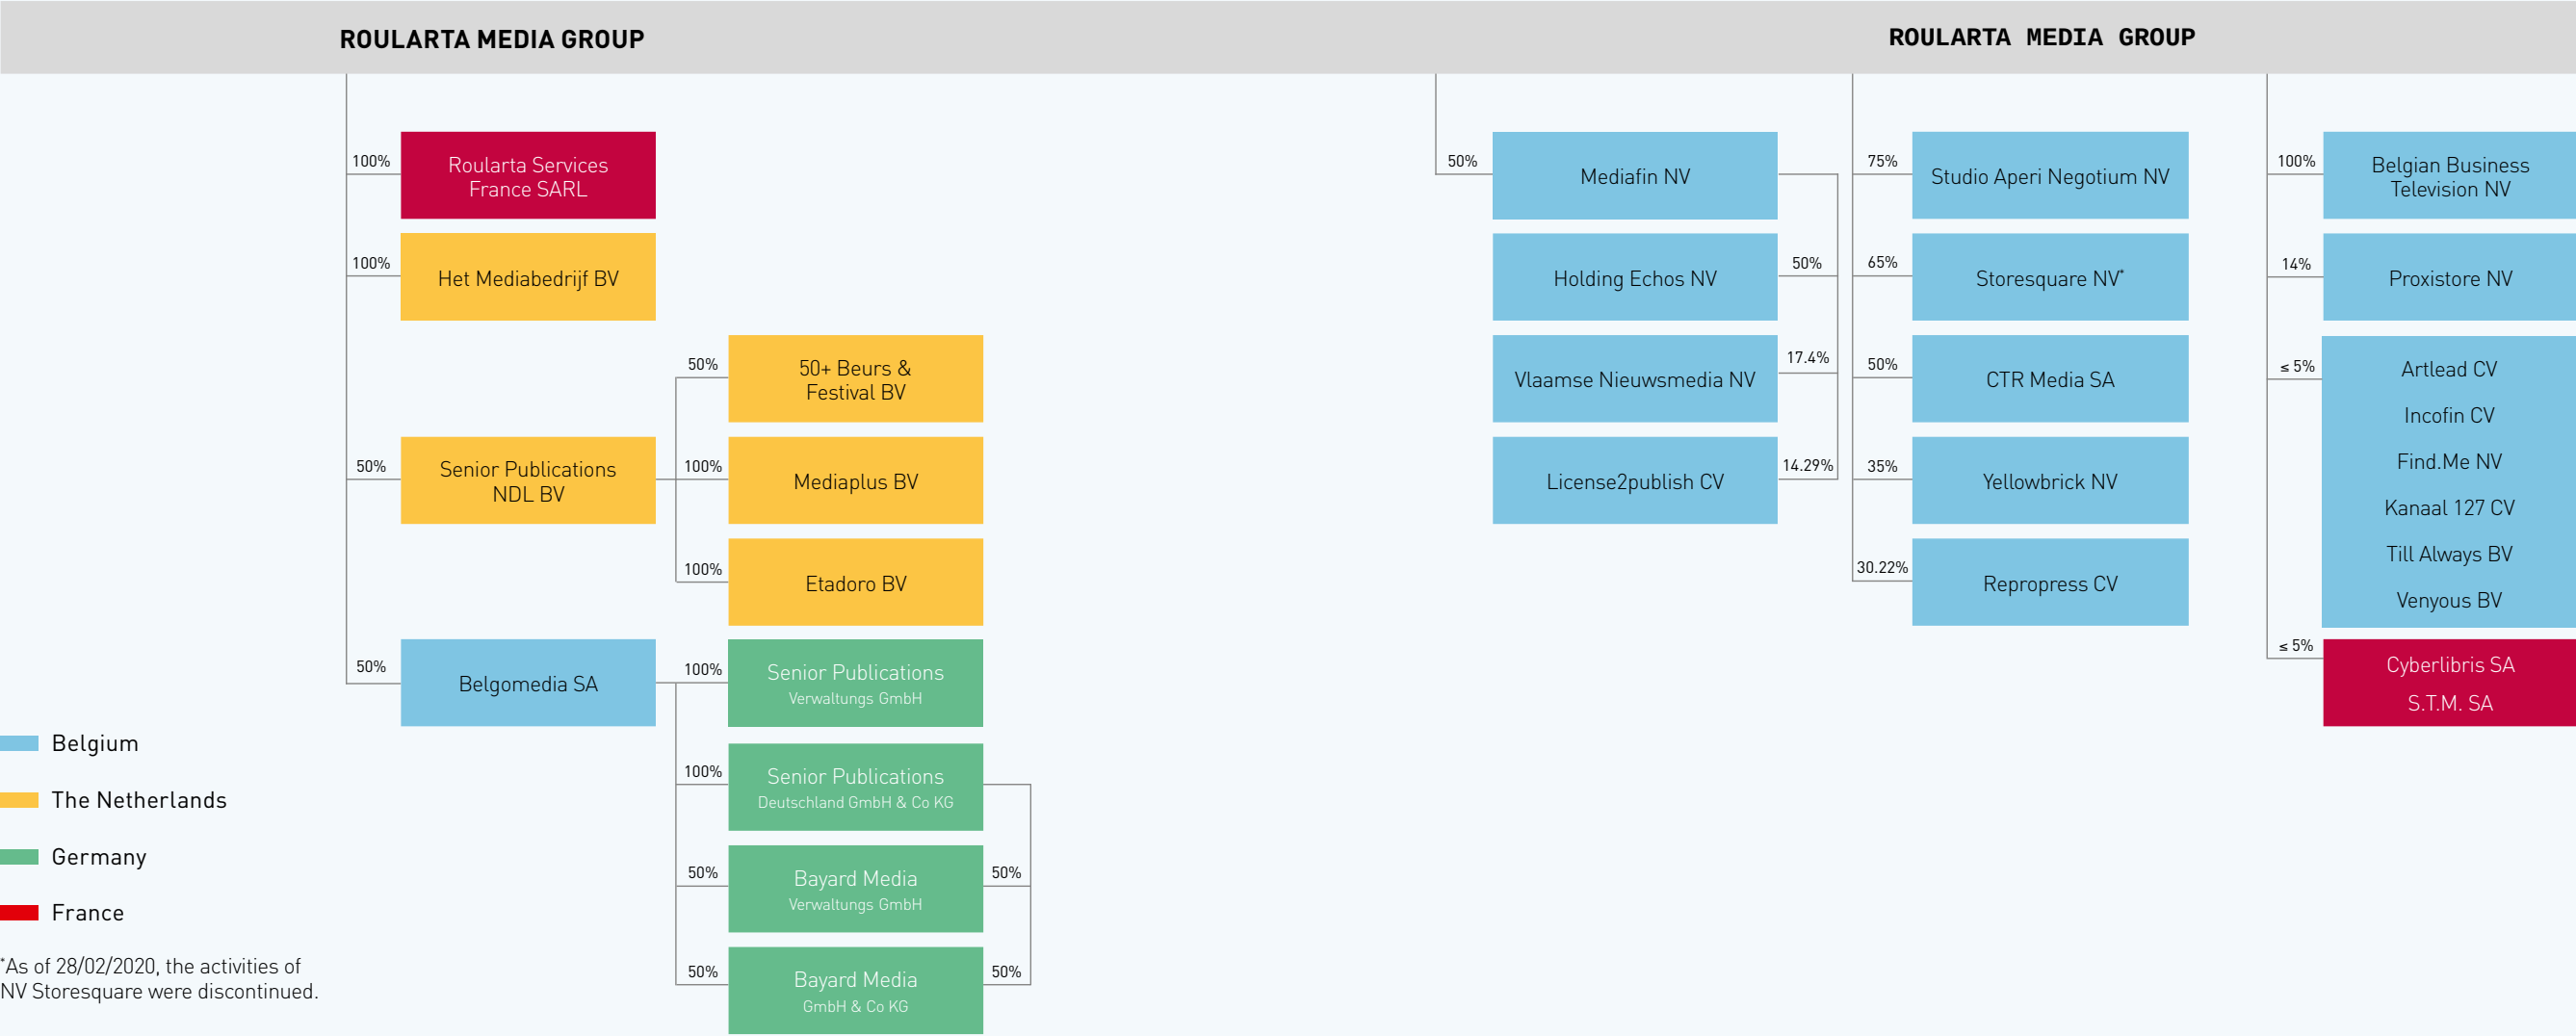 ROULARTA MEDIA GROUP
ROULARTA MEDIA GROUP
100%
Roularta Services
France SARL
100%
Het Mediabedrijf BV
50%
Senior Publications
NDL BV
50%
50+ Beurs &
Festival BV
100%
Mediaplus BV
100%
Etadoro BV
50%
Belgomedia SA
100%
Senior Publications
Verwaltungs GmbH
100%
Senior Publications
Deutschland GmbH & Co KG
50%
Bayard Media
Verwaltungs GmbH
50%
50%
Bayard Media
GmbH & Co KG
50%
50%
Mediafin NV
Holding Echos NV
50%
Vlaamse Nieuwsmedia NV
17.4%
License2publish CV
14.29%
75%
Studio Aperi Negotium NV
65%
Storesquare NV*
50%
CTR Media SA
35%
Yellowbrick NV
30.22%
Repropress CV
100%
Belgian Business
Television NV
14%
Proxistore NV
≤ 5%
Artlead CV
Incofin CV
Find.Me NV
Kanaal 127 CV
Till Always BV
Venyous BV
≤ 5%
Cyberlibris SA
S.T.M. SA
Belgium
The Netherlands
Germany
France
*As of 28/02/2020, the activities of
NV Storesquare were discontinued.